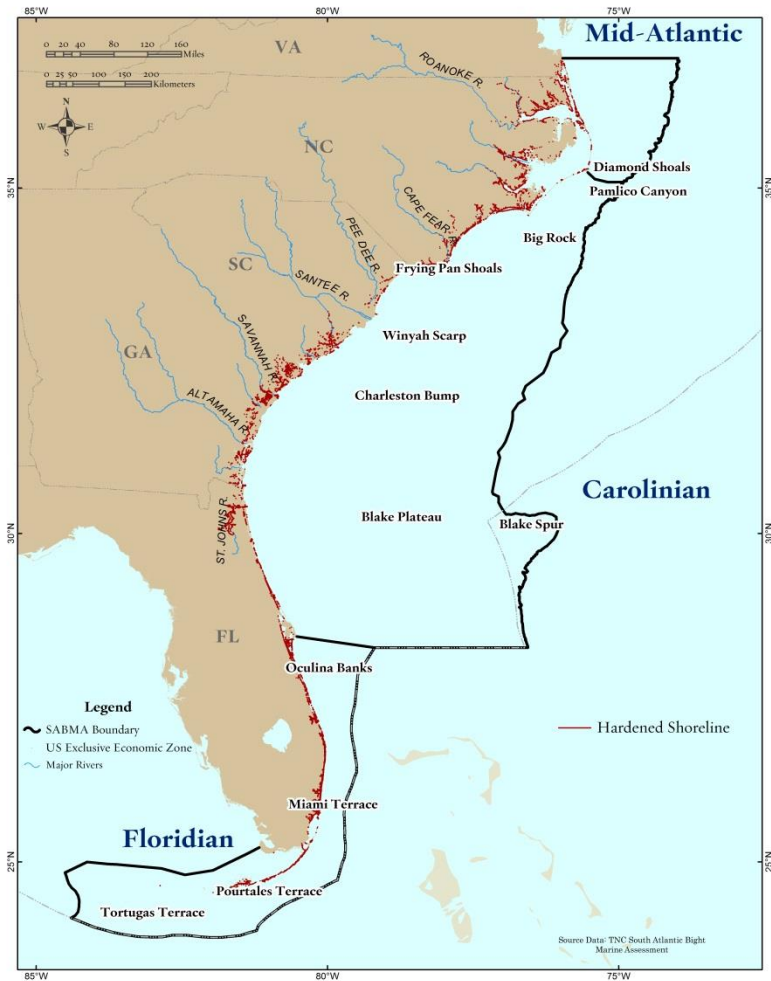 85°W 80°W 75°W
Mid-Atlantic
VA
0 20 40 80 120 160
Miles
0 25 50 100 150 200
Kilometers
N
W E
S
ROANOKE R.
NC
Diamond Shoals
35°N 35°N
Pamlico Canyon
CAPE FEAR R.
PEE DEE R.
Big Rock
SC
Frying Pan Shoals
SANTEE R.
Winyah Scarp
SAVANNAH R.
GA
Charleston Bump
ALTAMAHA R.
Carolinian
Blake Plateau
Blake Spur
ST. JOHNS R.
30°N 30°N
FL
Oculina Banks
Legend
SABMA Boundary
US Exclusive Economic Zone
Major Rivers
Hardened Shoreline
Miami Terrace
Floridian
25°N 25°N
Pourtales Terrace
Tortugas Terrace
Source Data: TNC South Atlantic Bight
Marine Assessment
85°W 80°W 75°W